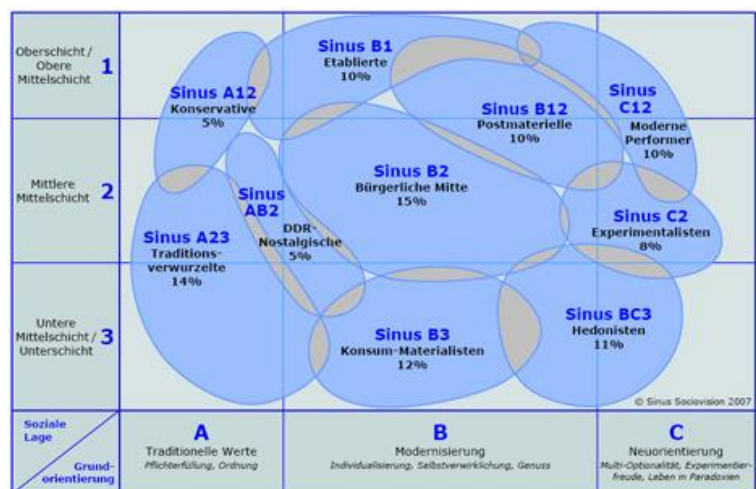 Oberschicht /
Obere
Mittelschicht
1
Mittlere
Mittelschicht
2
Untere
Mittelschicht /
Unterschicht
3
Sinus B1
Etablierte
10%
Sinus A12
Konservative
5%
Sinus B12
Postmaterielle
10%
Sinus
C12
Moderne
Performer
10%
Sinus B2
Bürgerliche Mitte
15%
Sinus
AB2
DDR-
Nostalgische
5%
Sinus A23
Traditions-
verwurzelte
14%
Sinus C2
Experimentalisten
8%
Sinus B3
Konsum-Materialisten
12%
Sinus BC3
Hedonisten
11%
© Sinus Sociovision 2007
Soziale
Lage
Grund-
orientierung
A
Traditionelle Werte
Pflichterfüllung, Ordnung
B
Modernisierung
Individualisierung, Selbstverwirklichung, Genuss
C
Neuorientierung
Multi-Optionalität, Experimentier-
freude, Leben in Paradoxien